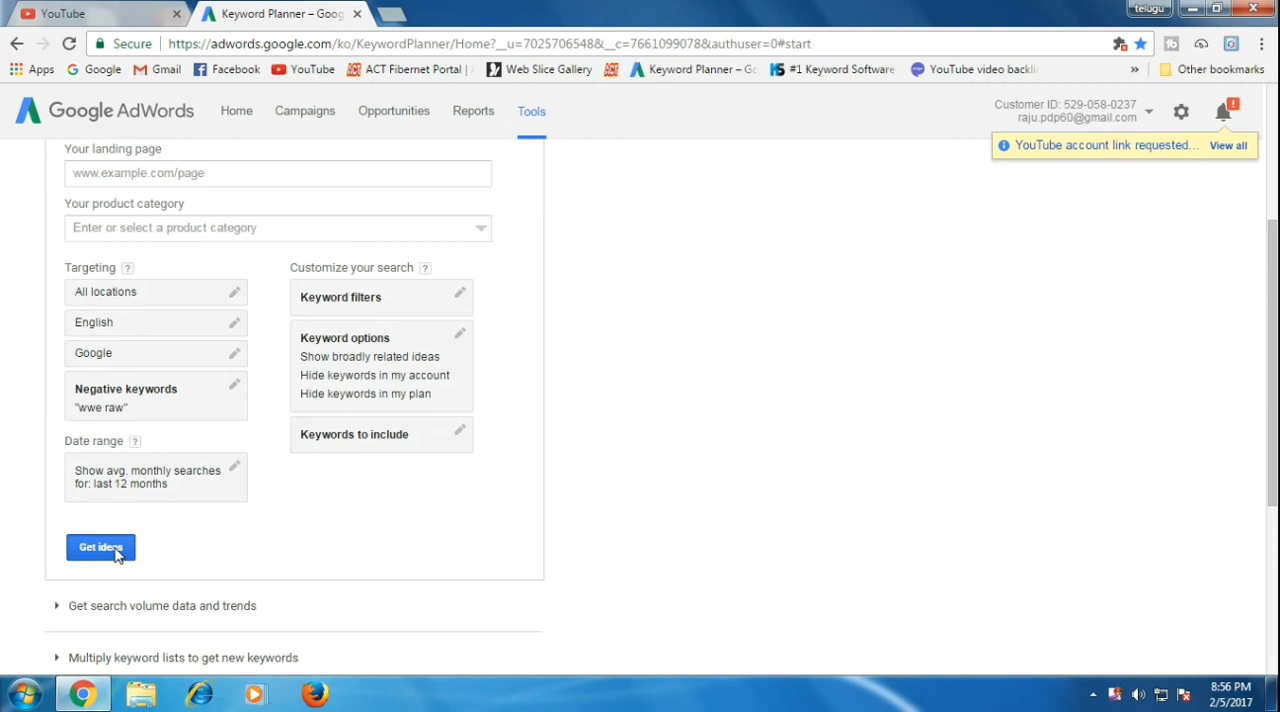 YouTube
Keyword Planner – Goog
telugu
Secure
https://adwords.google.com/ko/KeywordPlanner/Home?__u=7025706548&__c=7661099078&authuser=0#start
Apps
Google
Gmail
Facebook
YouTube
ACT Fibernet Portal |
Web Slice Gallery
Keyword Planner – Go
#1 Keyword Software
YouTube video backli
»
Other bookmarks
Google AdWords
Home
Campaigns
Opportunities
Reports
Tools
Customer ID: 529-058-0237
raju.pdp60@gmail.com
YouTube account link requested... View all
Your landing page
www.example.com/page
Your product category
Enter or select a product category
Targeting ?
All locations
English
Google
Negative keywords
"wwe raw"
Date range ?
Show avg. monthly searches
for: last 12 months
Customize your search ?
Keyword filters
Keyword options
Show broadly related ideas
Hide keywords in my account
Hide keywords in my plan
Keywords to include
Get ideas
Get search volume data and trends
Multiply keyword lists to get new keywords
8:56 PM
2/5/2017